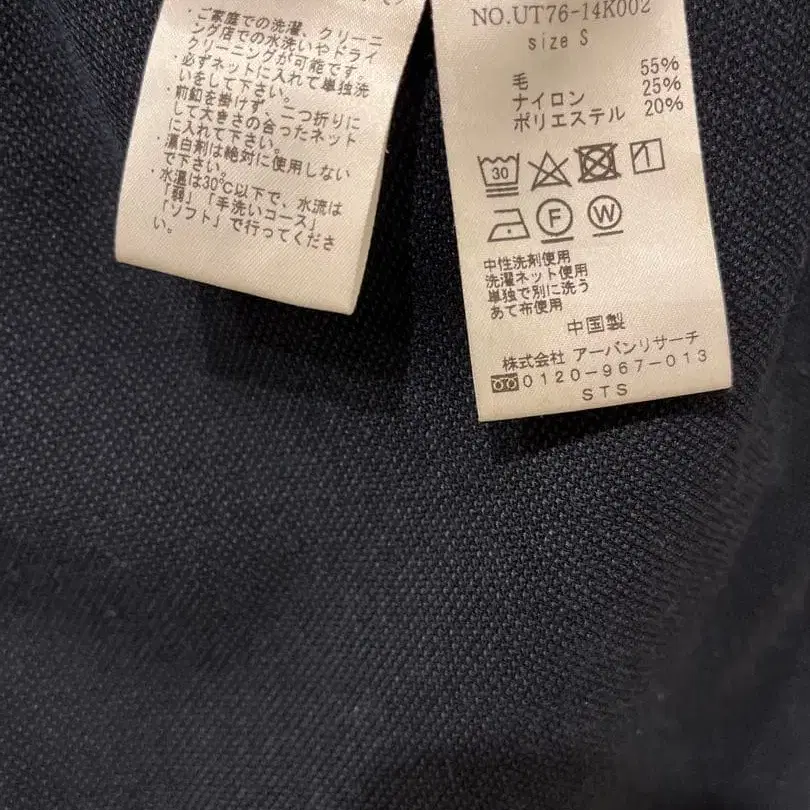 ・ご家庭での洗濯、クリーニ
ング店での水洗いやドライ
クリーニングが可能です。
・必ずネットに入れて単独洗
いをして下さい。
・前釦を掛けず、二つ折りに
して大きさの合ったネット
に入れて下さい。
・漂白剤は絶対に使用しない
で下さい。
・水温は30℃以下で、水流は
「弱」「手洗いコース」
「ソフト」で行ってくださ
い。
NO.UT76-14K002
size S
毛 55%
ナイロン 25%
ポリエステル 20%
30
F W
中性洗剤使用
洗濯ネット使用
単独で別に洗う
あて布使用
中国製
株式会社 アーバンリサーチ
0120-967-013
STS